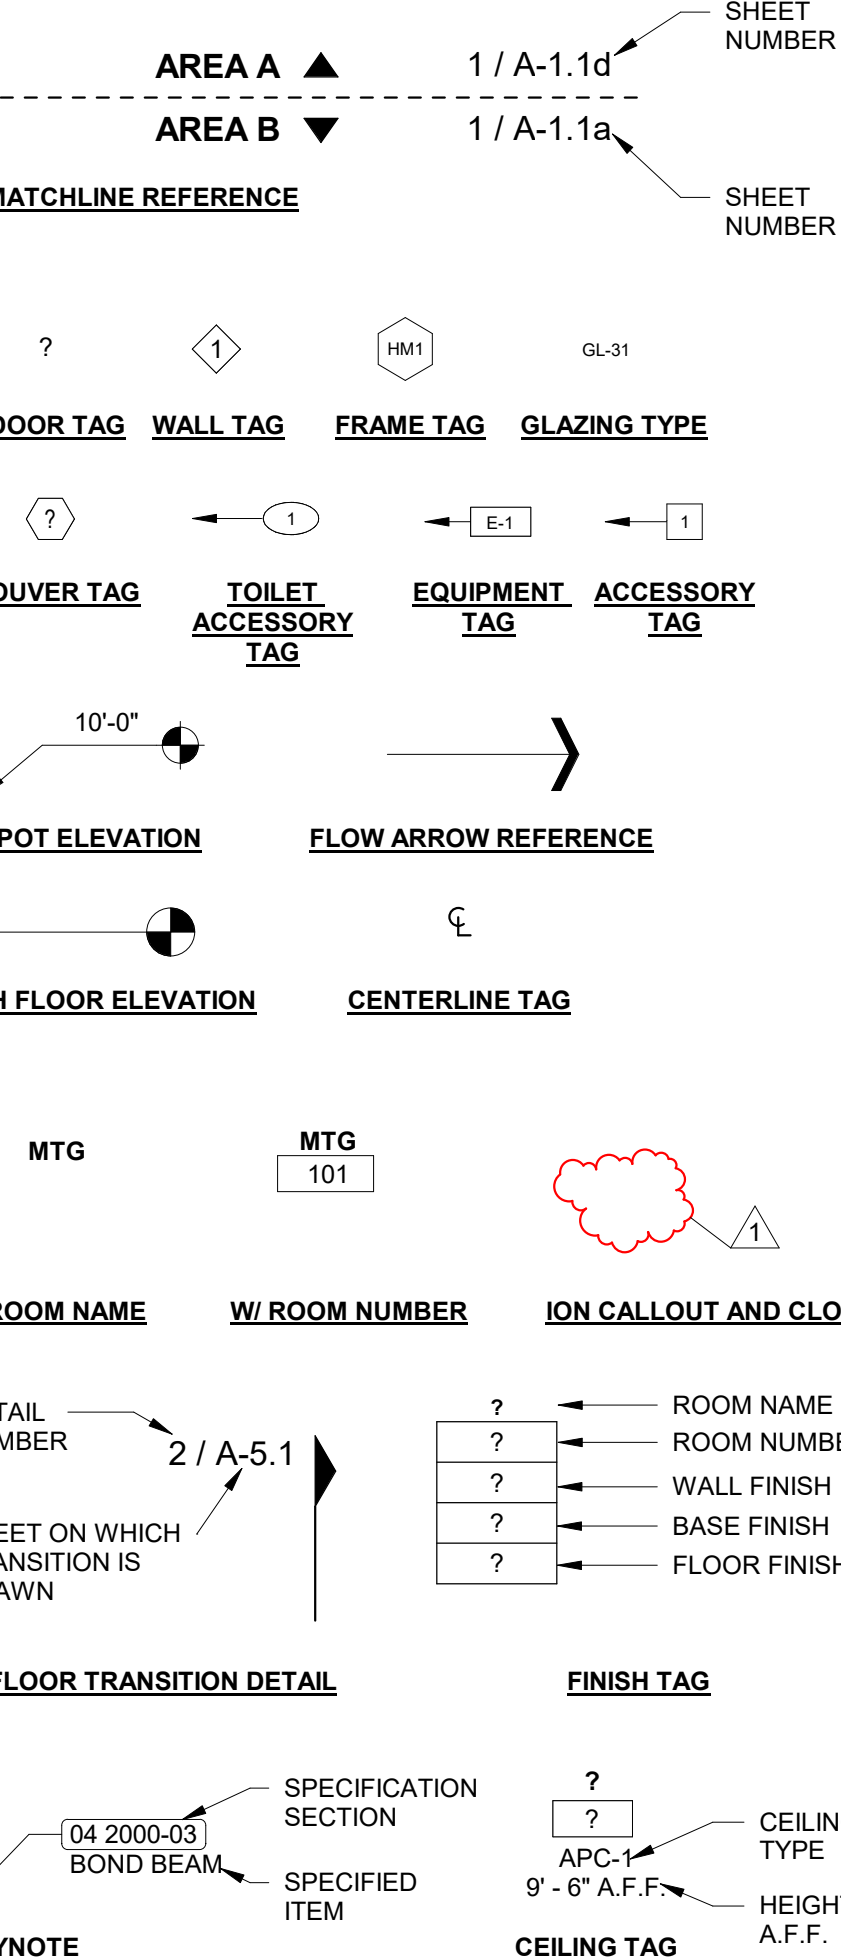 SHEET
NUMBER
AREA A 1 / A-1.1d
AREA B 1 / A-1.1a
MATCHLINE REFERENCE
SHEET
NUMBER
? 1 HM1 GL-31
DOOR TAG WALL TAG FRAME TAG GLAZING TYPE
? 1 E-1 1
OUVER TAG
TOILET
ACCESSORY
TAG
EQUIPMENT
TAG
ACCESSORY
TAG
10'-0"
POT ELEVATION FLOW ARROW REFERENCE
℄
H FLOOR ELEVATION CENTERLINE TAG
MTG
MTG
101
1
ROOM NAME W/ ROOM NUMBER ION CALLOUT AND CLO
TAIL
MBER
2 / A-5.1
EET ON WHICH
ANSITION IS
AWN
? ROOM NAME
? ROOM NUMBE
? WALL FINISH
? BASE FINISH
? FLOOR FINISH
FLOOR TRANSITION DETAIL FINISH TAG
04 2000-03
BOND BEAM
SPECIFICATION
SECTION
SPECIFIED
ITEM
?
?
APC-1
9' - 6" A.F.F.
CEILIN
TYPE
HEIGHT
A.F.F.
YNOTE CEILING TAG